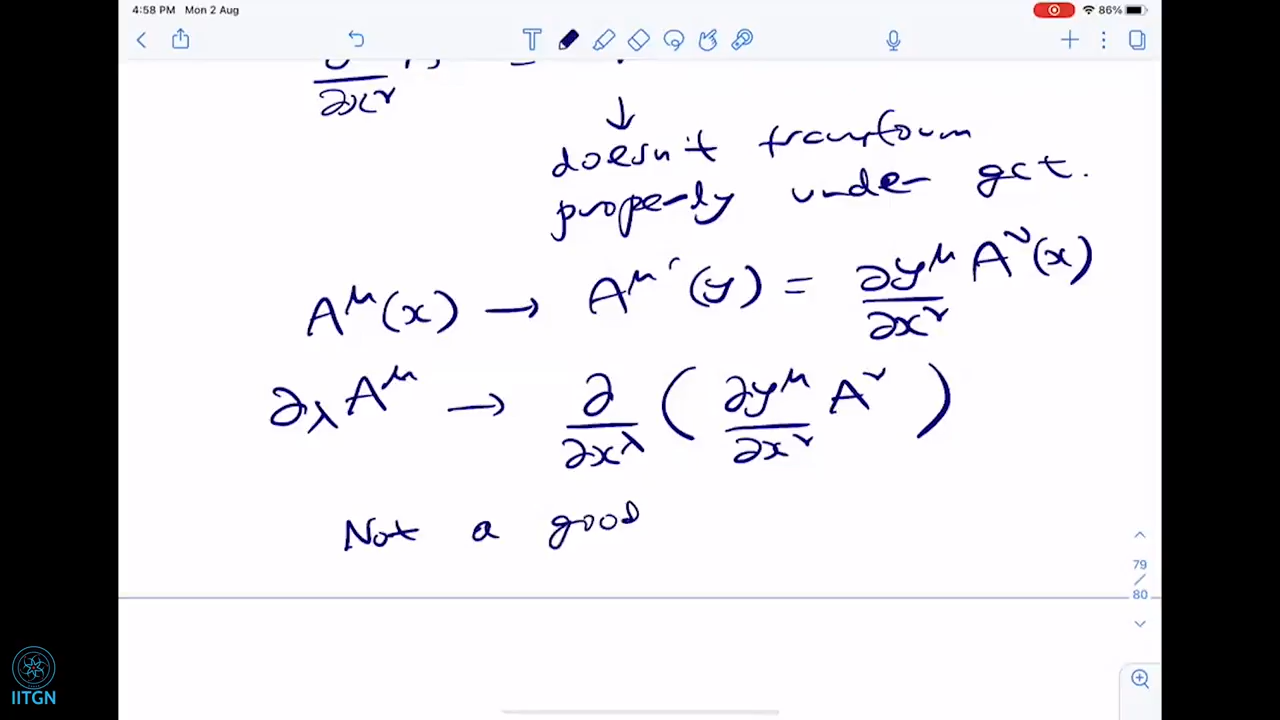 4:58 PM Mon 2 Aug
86%
∂x^ν
↓
doesn't transform
properly under gct.
A^μ(x) → A^μ'(y) = ∂y^μ/∂x^ν A^ν(x)
∂_λ A^μ → ∂/∂x^λ ( ∂y^μ/∂x^ν A^ν )
Not a good
79
/
80
IITGN